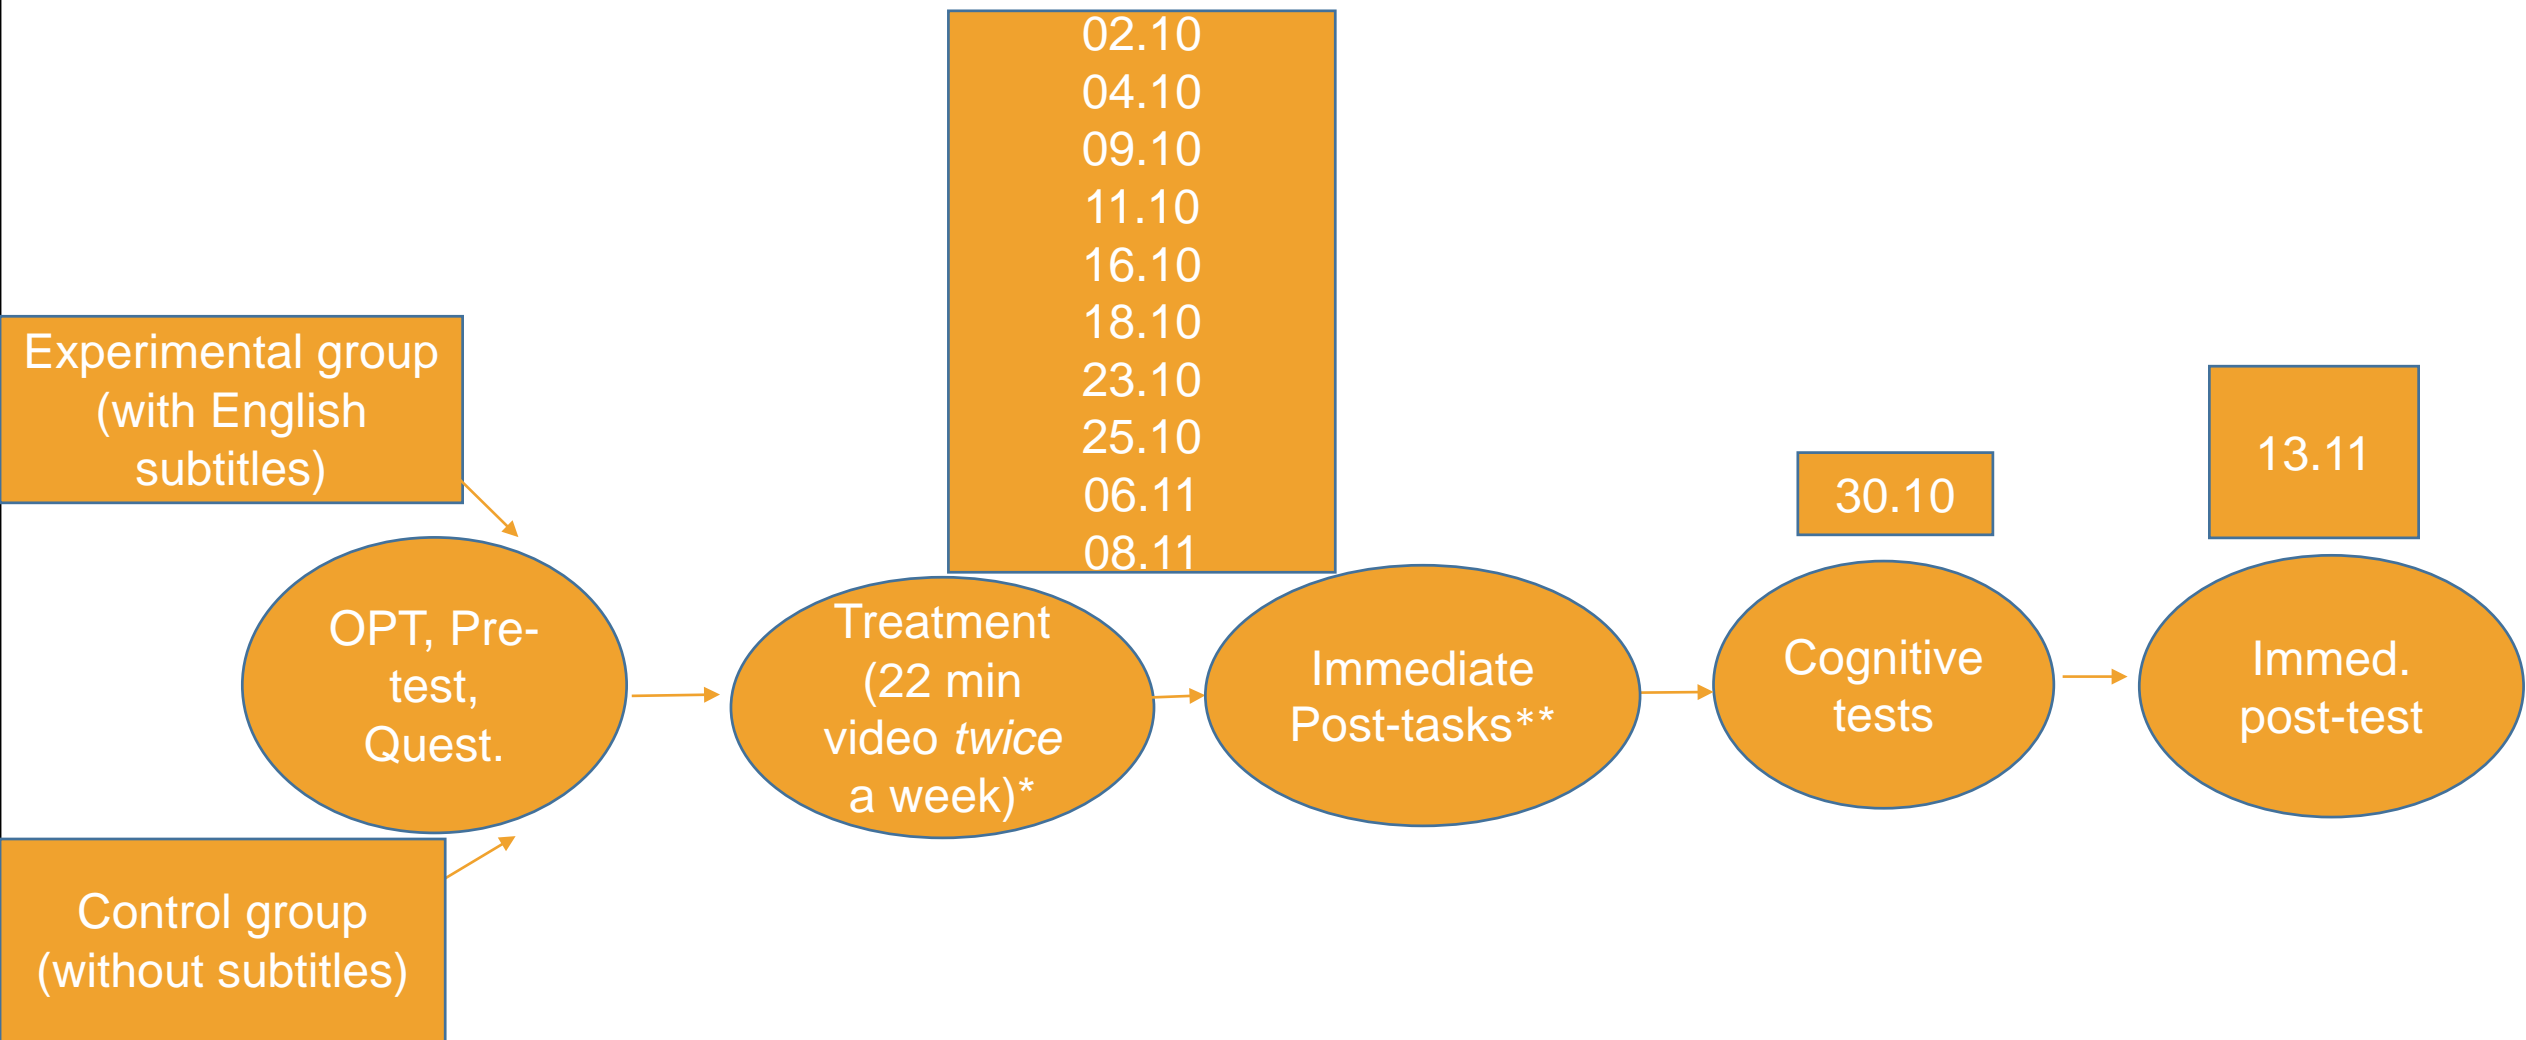 02.10
04.10
09.10
11.10
16.10
18.10
23.10
25.10
06.11
08.11
Experimental group
(with English
subtitles)
30.10
13.11
OPT, Pre-
test,
Quest.
Treatment
(22 min
video twice
a week)*
Immediate
Post-tasks**
Cognitive
tests
Immed.
post-test
Control group
(without subtitles)